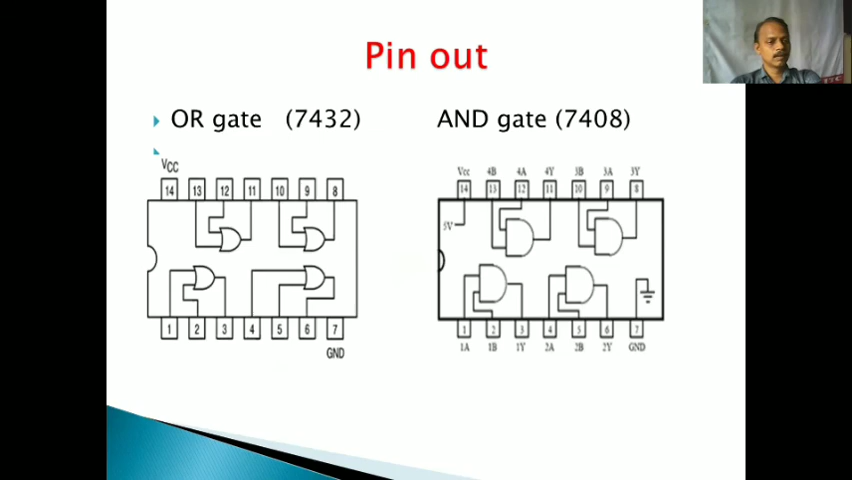 Pin out
OR gate (7432)
AND gate (7408)
VCC
14 13 12 11 10 9 8
1 2 3 4 5 6 7
GND
Vcc 4B 4A 4Y 3B 3A 3Y
14 13 12 11 10 9 8
5V
1 2 3 4 5 6 7
1A 1B 1Y 2A 2B 2Y GND